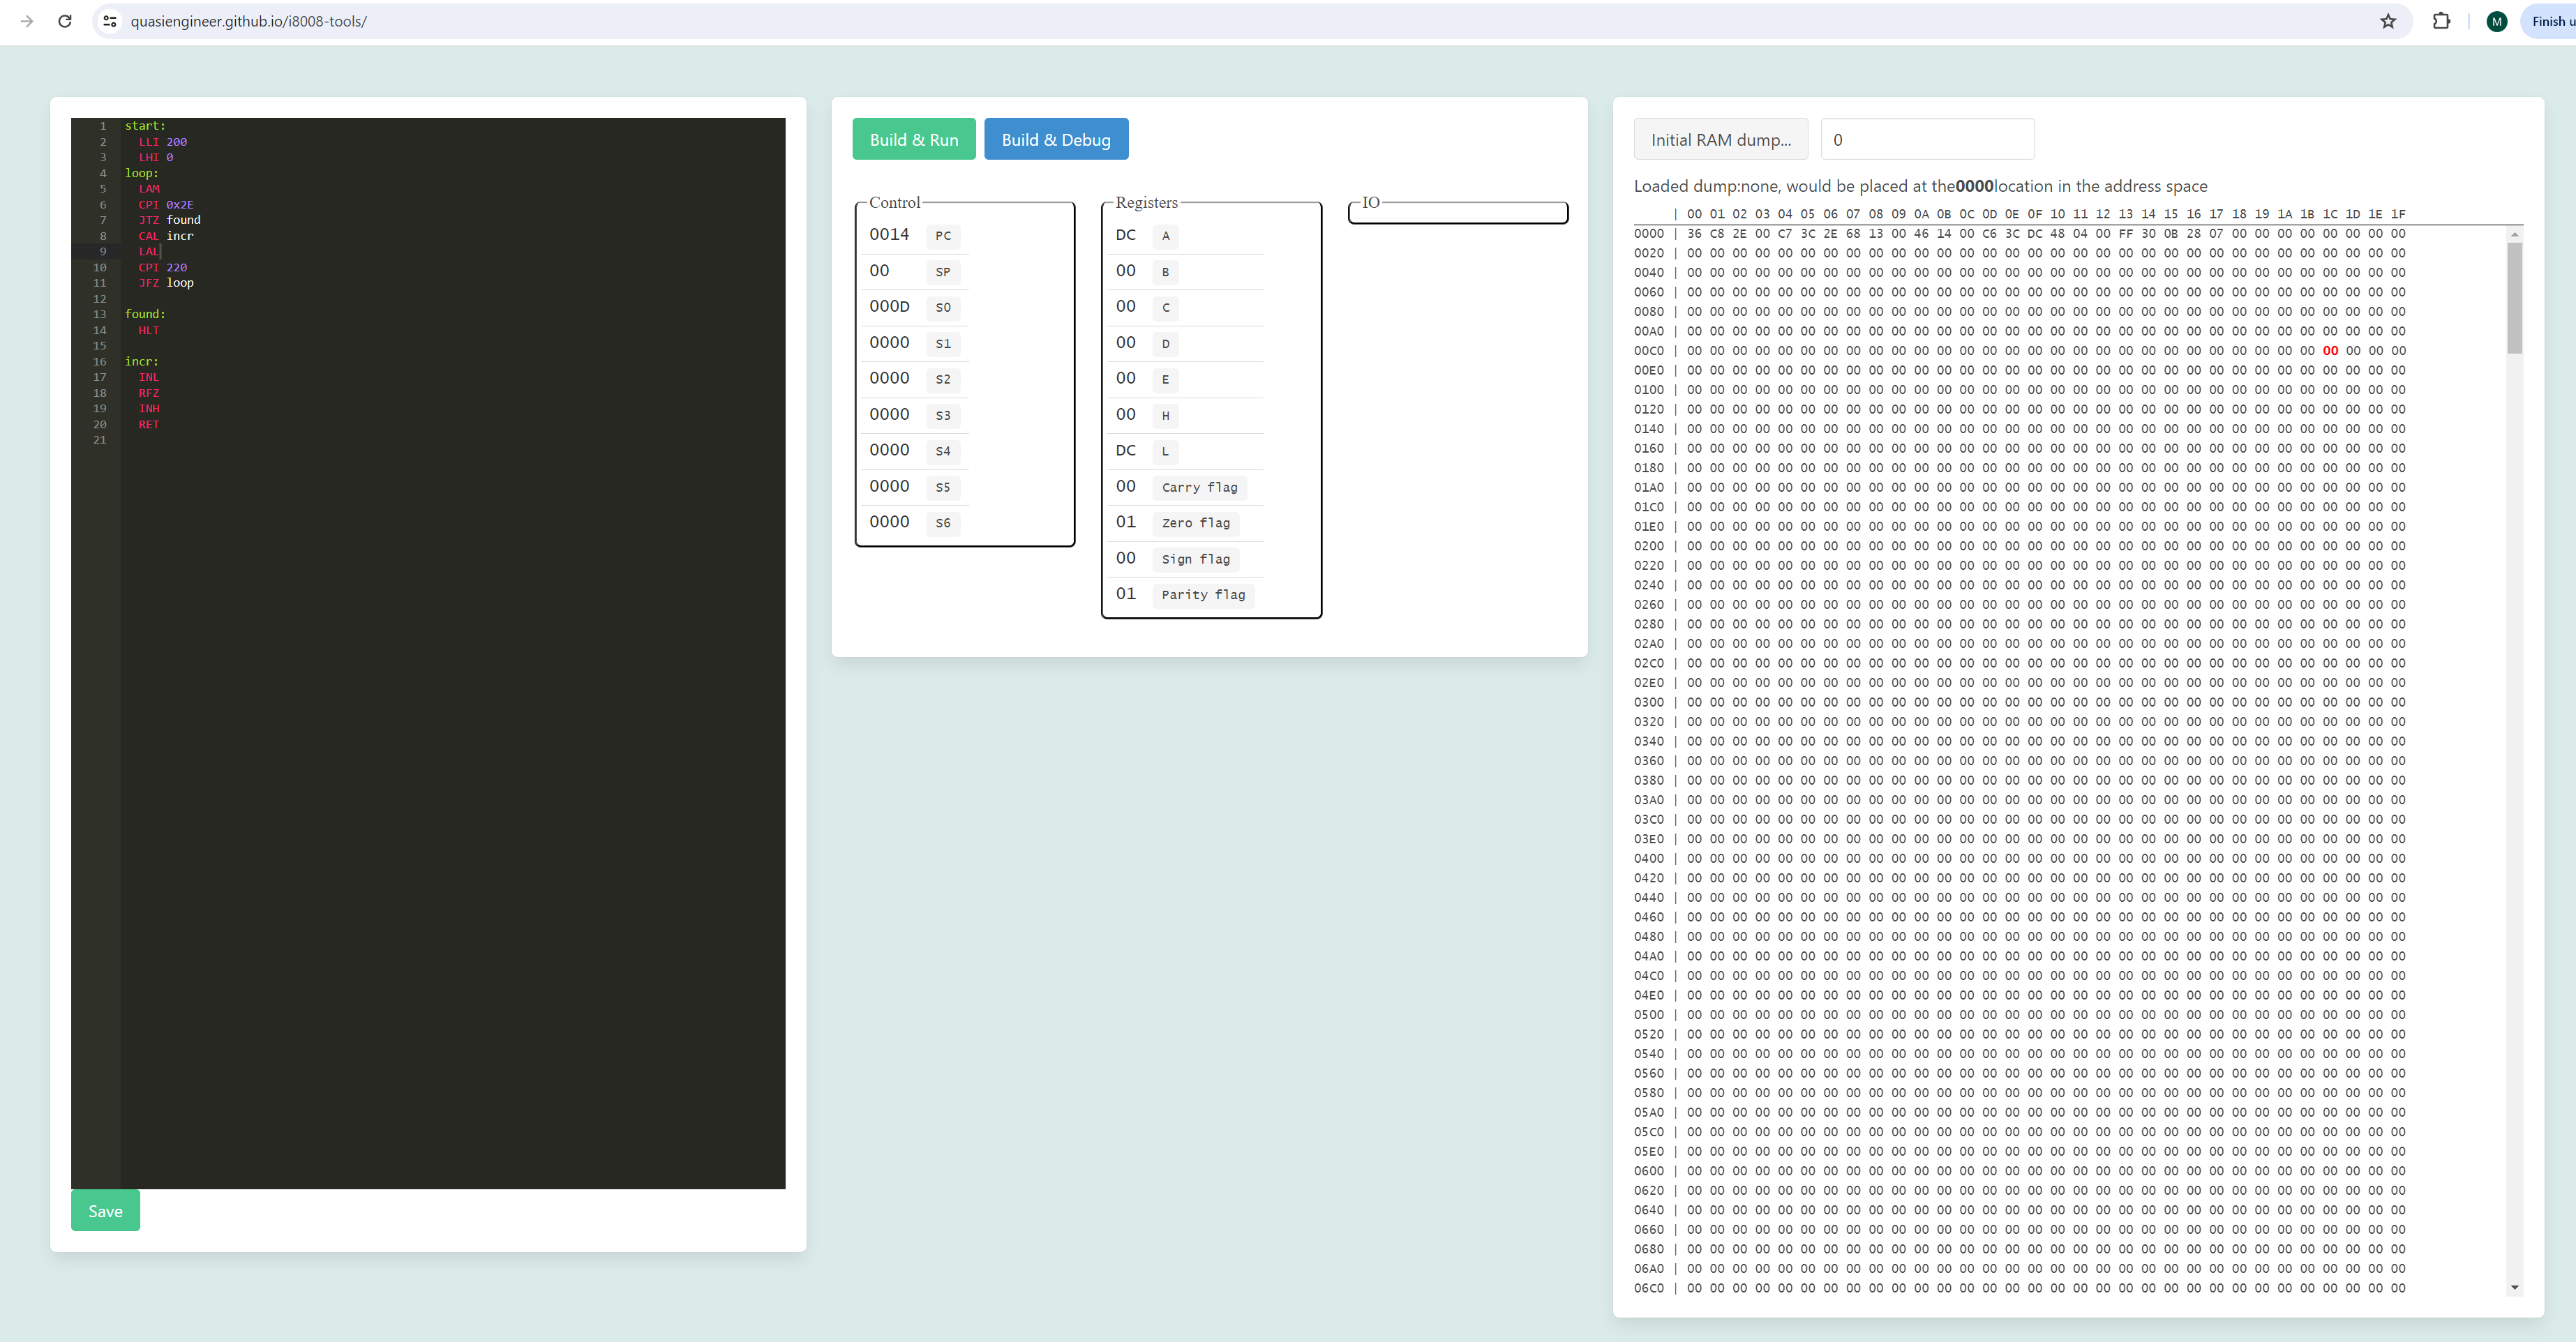 quasiengineer.github.io/i8008-tools/
M
Finish u
1 start:
2 LLI 200
3 LHI 0
4 loop:
5 LAM
6 CPI 0x2E
7 JTZ found
8 CAL incr
9 LAL
10 CPI 220
11 JFZ loop
12
13 found:
14 HLT
15
16 incr:
17 INL
18 RFZ
19 INH
20 RET
21
Save
Build & Run
Build & Debug
Control
0014 PC
00 SP
000D S0
0000 S1
0000 S2
0000 S3
0000 S4
0000 S5
0000 S6
Registers
DC A
00 B
00 C
00 D
00 E
00 H
DC L
00 Carry flag
01 Zero flag
00 Sign flag
01 Parity flag
IO
Initial RAM dump...
0
Loaded dump:none, would be placed at the0000location in the address space
| 00 01 02 03 04 05 06 07 08 09 0A 0B 0C 0D 0E 0F 10 11 12 13 14 15 16 17 18 19 1A 1B 1C 1D 1E 1F
0000 | 36 C8 2E 00 C7 3C 2E 68 13 00 46 14 00 C6 3C DC 48 04 00 FF 30 0B 28 07 00 00 00 00 00 00 00 00
0020 | 00 00 00 00 00 00 00 00 00 00 00 00 00 00 00 00 00 00 00 00 00 00 00 00 00 00 00 00 00 00 00 00
0040 | 00 00 00 00 00 00 00 00 00 00 00 00 00 00 00 00 00 00 00 00 00 00 00 00 00 00 00 00 00 00 00 00
0060 | 00 00 00 00 00 00 00 00 00 00 00 00 00 00 00 00 00 00 00 00 00 00 00 00 00 00 00 00 00 00 00 00
0080 | 00 00 00 00 00 00 00 00 00 00 00 00 00 00 00 00 00 00 00 00 00 00 00 00 00 00 00 00 00 00 00 00
00A0 | 00 00 00 00 00 00 00 00 00 00 00 00 00 00 00 00 00 00 00 00 00 00 00 00 00 00 00 00 00 00 00 00
00C0 | 00 00 00 00 00 00 00 00 00 00 00 00 00 00 00 00 00 00 00 00 00 00 00 00 00 00 00 00 00 00 00 00
00E0 | 00 00 00 00 00 00 00 00 00 00 00 00 00 00 00 00 00 00 00 00 00 00 00 00 00 00 00 00 00 00 00 00
0100 | 00 00 00 00 00 00 00 00 00 00 00 00 00 00 00 00 00 00 00 00 00 00 00 00 00 00 00 00 00 00 00 00
0120 | 00 00 00 00 00 00 00 00 00 00 00 00 00 00 00 00 00 00 00 00 00 00 00 00 00 00 00 00 00 00 00 00
0140 | 00 00 00 00 00 00 00 00 00 00 00 00 00 00 00 00 00 00 00 00 00 00 00 00 00 00 00 00 00 00 00 00
0160 | 00 00 00 00 00 00 00 00 00 00 00 00 00 00 00 00 00 00 00 00 00 00 00 00 00 00 00 00 00 00 00 00
0180 | 00 00 00 00 00 00 00 00 00 00 00 00 00 00 00 00 00 00 00 00 00 00 00 00 00 00 00 00 00 00 00 00
01A0 | 00 00 00 00 00 00 00 00 00 00 00 00 00 00 00 00 00 00 00 00 00 00 00 00 00 00 00 00 00 00 00 00
01C0 | 00 00 00 00 00 00 00 00 00 00 00 00 00 00 00 00 00 00 00 00 00 00 00 00 00 00 00 00 00 00 00 00
01E0 | 00 00 00 00 00 00 00 00 00 00 00 00 00 00 00 00 00 00 00 00 00 00 00 00 00 00 00 00 00 00 00 00
0200 | 00 00 00 00 00 00 00 00 00 00 00 00 00 00 00 00 00 00 00 00 00 00 00 00 00 00 00 00 00 00 00 00
0220 | 00 00 00 00 00 00 00 00 00 00 00 00 00 00 00 00 00 00 00 00 00 00 00 00 00 00 00 00 00 00 00 00
0240 | 00 00 00 00 00 00 00 00 00 00 00 00 00 00 00 00 00 00 00 00 00 00 00 00 00 00 00 00 00 00 00 00
0260 | 00 00 00 00 00 00 00 00 00 00 00 00 00 00 00 00 00 00 00 00 00 00 00 00 00 00 00 00 00 00 00 00
0280 | 00 00 00 00 00 00 00 00 00 00 00 00 00 00 00 00 00 00 00 00 00 00 00 00 00 00 00 00 00 00 00 00
02A0 | 00 00 00 00 00 00 00 00 00 00 00 00 00 00 00 00 00 00 00 00 00 00 00 00 00 00 00 00 00 00 00 00
02C0 | 00 00 00 00 00 00 00 00 00 00 00 00 00 00 00 00 00 00 00 00 00 00 00 00 00 00 00 00 00 00 00 00
02E0 | 00 00 00 00 00 00 00 00 00 00 00 00 00 00 00 00 00 00 00 00 00 00 00 00 00 00 00 00 00 00 00 00
0300 | 00 00 00 00 00 00 00 00 00 00 00 00 00 00 00 00 00 00 00 00 00 00 00 00 00 00 00 00 00 00 00 00
0320 | 00 00 00 00 00 00 00 00 00 00 00 00 00 00 00 00 00 00 00 00 00 00 00 00 00 00 00 00 00 00 00 00
0340 | 00 00 00 00 00 00 00 00 00 00 00 00 00 00 00 00 00 00 00 00 00 00 00 00 00 00 00 00 00 00 00 00
0360 | 00 00 00 00 00 00 00 00 00 00 00 00 00 00 00 00 00 00 00 00 00 00 00 00 00 00 00 00 00 00 00 00
0380 | 00 00 00 00 00 00 00 00 00 00 00 00 00 00 00 00 00 00 00 00 00 00 00 00 00 00 00 00 00 00 00 00
03A0 | 00 00 00 00 00 00 00 00 00 00 00 00 00 00 00 00 00 00 00 00 00 00 00 00 00 00 00 00 00 00 00 00
03C0 | 00 00 00 00 00 00 00 00 00 00 00 00 00 00 00 00 00 00 00 00 00 00 00 00 00 00 00 00 00 00 00 00
03E0 | 00 00 00 00 00 00 00 00 00 00 00 00 00 00 00 00 00 00 00 00 00 00 00 00 00 00 00 00 00 00 00 00
0400 | 00 00 00 00 00 00 00 00 00 00 00 00 00 00 00 00 00 00 00 00 00 00 00 00 00 00 00 00 00 00 00 00
0420 | 00 00 00 00 00 00 00 00 00 00 00 00 00 00 00 00 00 00 00 00 00 00 00 00 00 00 00 00 00 00 00 00
0440 | 00 00 00 00 00 00 00 00 00 00 00 00 00 00 00 00 00 00 00 00 00 00 00 00 00 00 00 00 00 00 00 00
0460 | 00 00 00 00 00 00 00 00 00 00 00 00 00 00 00 00 00 00 00 00 00 00 00 00 00 00 00 00 00 00 00 00
0480 | 00 00 00 00 00 00 00 00 00 00 00 00 00 00 00 00 00 00 00 00 00 00 00 00 00 00 00 00 00 00 00 00
04A0 | 00 00 00 00 00 00 00 00 00 00 00 00 00 00 00 00 00 00 00 00 00 00 00 00 00 00 00 00 00 00 00 00
04C0 | 00 00 00 00 00 00 00 00 00 00 00 00 00 00 00 00 00 00 00 00 00 00 00 00 00 00 00 00 00 00 00 00
04E0 | 00 00 00 00 00 00 00 00 00 00 00 00 00 00 00 00 00 00 00 00 00 00 00 00 00 00 00 00 00 00 00 00
0500 | 00 00 00 00 00 00 00 00 00 00 00 00 00 00 00 00 00 00 00 00 00 00 00 00 00 00 00 00 00 00 00 00
0520 | 00 00 00 00 00 00 00 00 00 00 00 00 00 00 00 00 00 00 00 00 00 00 00 00 00 00 00 00 00 00 00 00
0540 | 00 00 00 00 00 00 00 00 00 00 00 00 00 00 00 00 00 00 00 00 00 00 00 00 00 00 00 00 00 00 00 00
0560 | 00 00 00 00 00 00 00 00 00 00 00 00 00 00 00 00 00 00 00 00 00 00 00 00 00 00 00 00 00 00 00 00
0580 | 00 00 00 00 00 00 00 00 00 00 00 00 00 00 00 00 00 00 00 00 00 00 00 00 00 00 00 00 00 00 00 00
05A0 | 00 00 00 00 00 00 00 00 00 00 00 00 00 00 00 00 00 00 00 00 00 00 00 00 00 00 00 00 00 00 00 00
05C0 | 00 00 00 00 00 00 00 00 00 00 00 00 00 00 00 00 00 00 00 00 00 00 00 00 00 00 00 00 00 00 00 00
05E0 | 00 00 00 00 00 00 00 00 00 00 00 00 00 00 00 00 00 00 00 00 00 00 00 00 00 00 00 00 00 00 00 00
0600 | 00 00 00 00 00 00 00 00 00 00 00 00 00 00 00 00 00 00 00 00 00 00 00 00 00 00 00 00 00 00 00 00
0620 | 00 00 00 00 00 00 00 00 00 00 00 00 00 00 00 00 00 00 00 00 00 00 00 00 00 00 00 00 00 00 00 00
0640 | 00 00 00 00 00 00 00 00 00 00 00 00 00 00 00 00 00 00 00 00 00 00 00 00 00 00 00 00 00 00 00 00
0660 | 00 00 00 00 00 00 00 00 00 00 00 00 00 00 00 00 00 00 00 00 00 00 00 00 00 00 00 00 00 00 00 00
0680 | 00 00 00 00 00 00 00 00 00 00 00 00 00 00 00 00 00 00 00 00 00 00 00 00 00 00 00 00 00 00 00 00
06A0 | 00 00 00 00 00 00 00 00 00 00 00 00 00 00 00 00 00 00 00 00 00 00 00 00 00 00 00 00 00 00 00 00
06C0 | 00 00 00 00 00 00 00 00 00 00 00 00 00 00 00 00 00 00 00 00 00 00 00 00 00 00 00 00 00 00 00 00